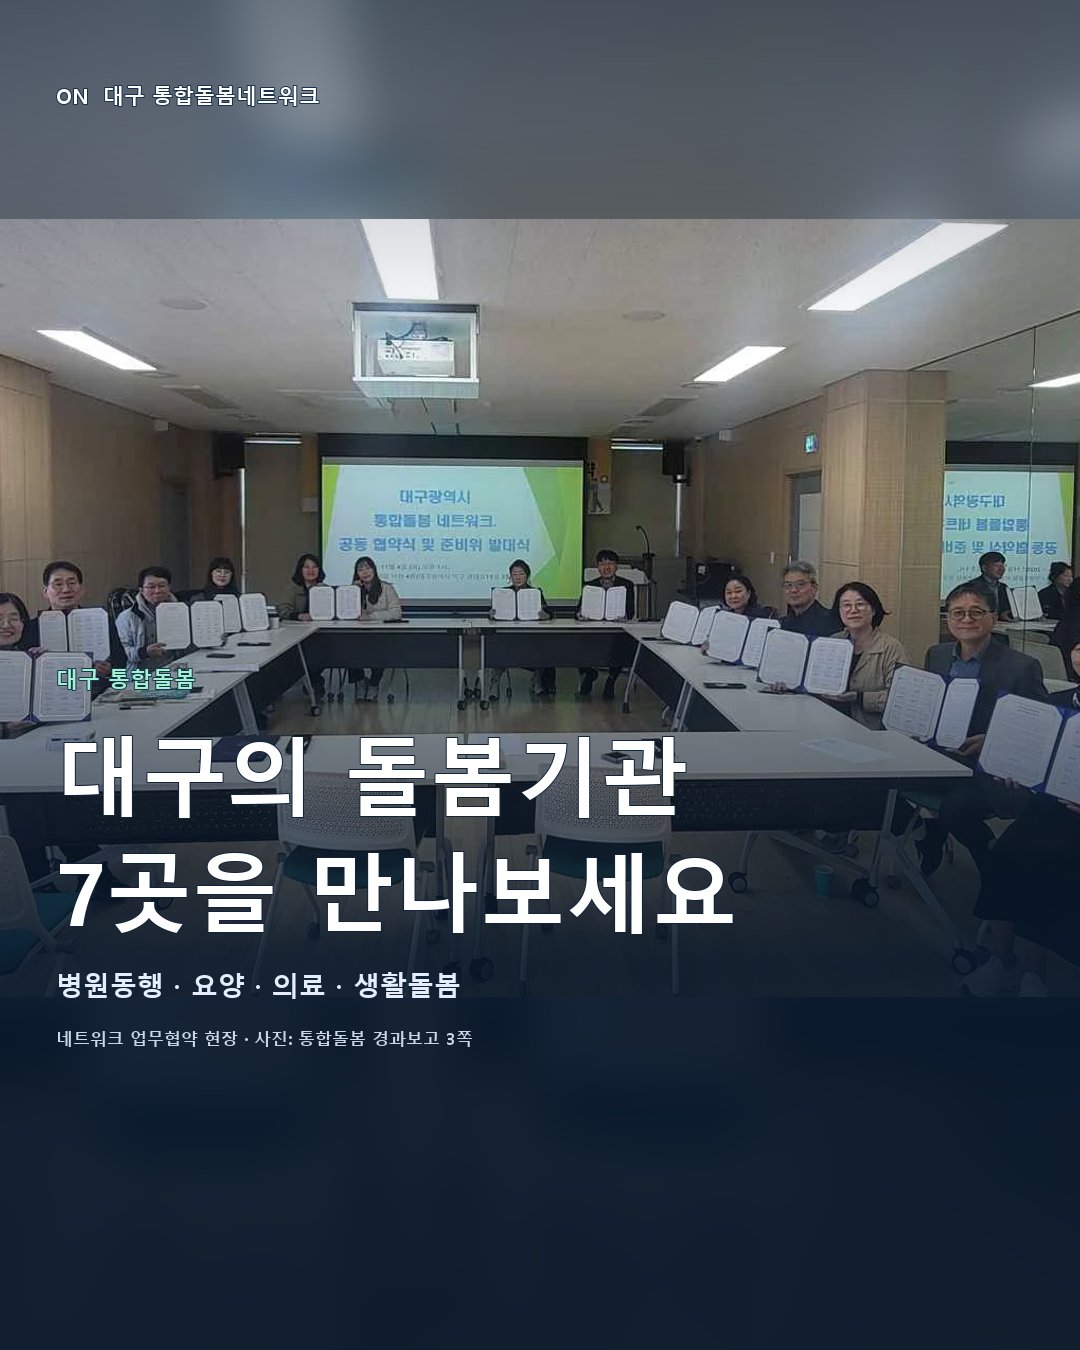 ON 대구 통합돌봄네트워크
대구광역시
통합돌봄 네트워크.
공동 협약식 및 준비위 발대식
대구 통합돌봄
대구의 돌봄기관
7곳을 만나보세요
병원동행 · 요양 · 의료 · 생활돌봄
네트워크 업무협약 현장 · 사진: 통합돌봄 경과보고 3쪽